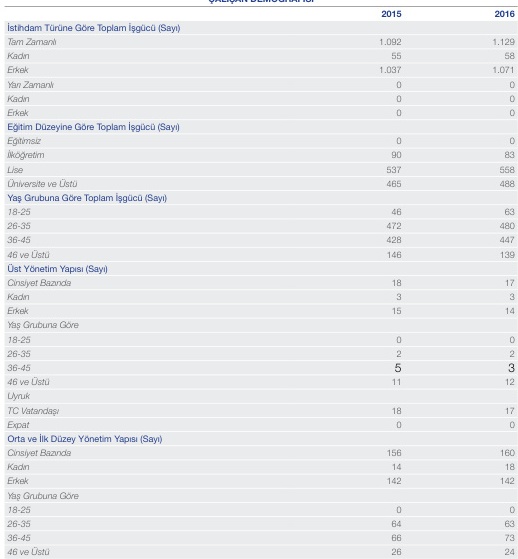 ÇALIŞAN DEMOGRAFİSİ
2015 2016
İstihdam Türüne Göre Toplam İşgücü (Sayı)
Tam Zamanlı 1.092 1.129
Kadın 55 58
Erkek 1.037 1.071
Yarı Zamanlı 0 0
Kadın 0 0
Erkek 0 0
Eğitim Düzeyine Göre Toplam İşgücü (Sayı)
Eğitimsiz 0 0
İlköğretim 90 83
Lise 537 558
Üniversite ve Üstü 465 488
Yaş Grubuna Göre Toplam İşgücü (Sayı)
18-25 46 63
26-35 472 480
36-45 428 447
46 ve Üstü 146 139
Üst Yönetim Yapısı (Sayı)
Cinsiyet Bazında 18 17
Kadın 3 3
Erkek 15 14
Yaş Grubuna Göre
18-25 0 0
26-35 2 2
36-45 5 3
46 ve Üstü 11 12
Uyruk
TC Vatandaşı 18 17
Expat 0 0
Orta ve İlk Düzey Yönetim Yapısı (Sayı)
Cinsiyet Bazında 156 160
Kadın 14 18
Erkek 142 142
Yaş Grubuna Göre
18-25 0 0
26-35 64 63
36-45 66 73
46 ve Üstü 26 24